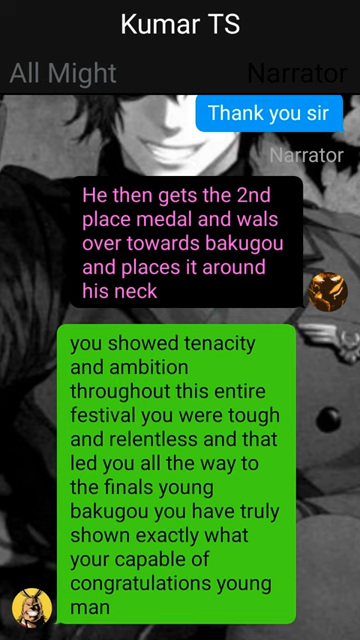 Kumar TS
All Might
Narrator
Thank you sir
Narrator
He then gets the 2nd
place medal and wals
over towards bakugou
and places it around
his neck
you showed tenacity
and ambition
throughout this entire
festival you were tough
and relentless and that
led you all the way to
the finals young
bakugou you have truly
shown exactly what
your capable of
congratulations young
man